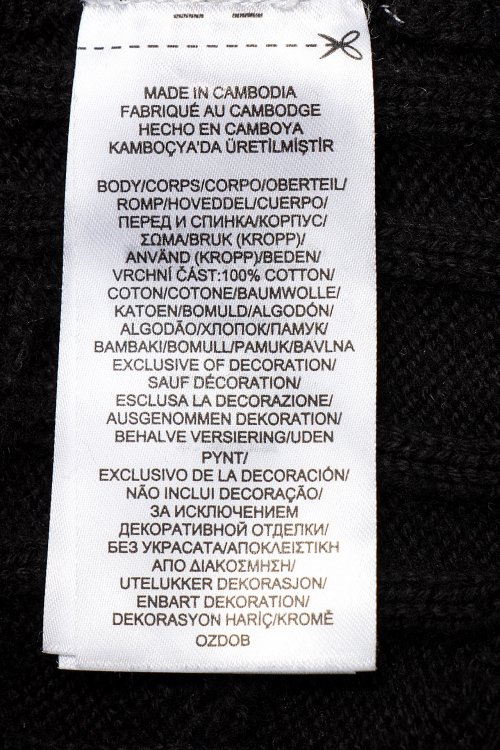 MADE IN CAMBODIA
FABRIQUÉ AU CAMBODGE
HECHO EN CAMBOYA
KAMBOÇYA'DA ÜRETİLMİŞTİR
BODY/CORPS/CORPO/OBERTEIL/
ROMP/HOVEDDEL/CUERPO/
ПЕРЕД И СПИНКА/КОРПУС/
ΣΩΜΑ/BRUK (KROPP)/
ANVÄND (KROPP)/BEDEN/
VRCHNÍ ČÁST:100% COTTON/
COTON/COTONE/BAUMWOLLE/
KATOEN/BOMULD/ALGODÓN/
ALGODÃO/ХЛОПОК/ПАМУК/
BAMBAKI/BOMULL/PAMUK/BAVLNA
EXCLUSIVE OF DECORATION/
SAUF DÉCORATION/
ESCLUSA LA DECORAZIONE/
AUSGENOMMEN DEKORATION/
BEHALVE VERSIERING/UDEN
PYNT/
EXCLUSIVO DE LA DECORACIÓN/
NÃO INCLUI DECORAÇÃO/
ЗА ИСКЛЮЧЕНИЕМ
ДЕКОРАТИВНОЙ ОТДЕЛКИ/
БЕЗ УКРАСАТА/ΑΠΟΚΛΕΙΣΤΙΚΗ
ΑΠΟ ΔΙΑΚΟΣΜΗΣΗ/
UTELUKKER DEKORASJON/
ENBART DEKORATION/
DEKORASYON HARİÇ/KROMĚ
OZDOB